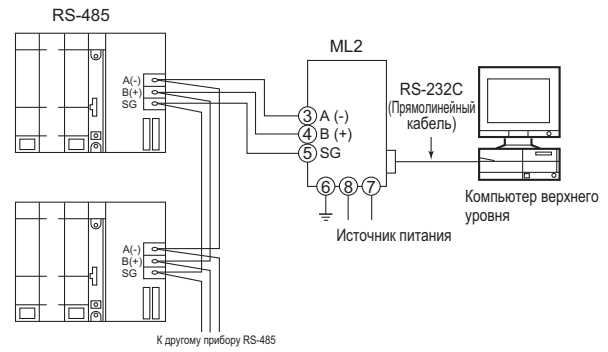 RS-485
ML2
A(-)
B(+)
SG
RS-232C
(Прямолинейный
кабель)
3 A (-)
4 B (+)
5 SG
6 8 7
Компьютер верхнего
уровня
Источник питания
A(-)
B(+)
SG
К другому прибору RS-485